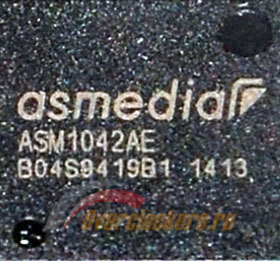 asmedia
ASM1042AE
B04S9419B1 1413
Overclockers.ru